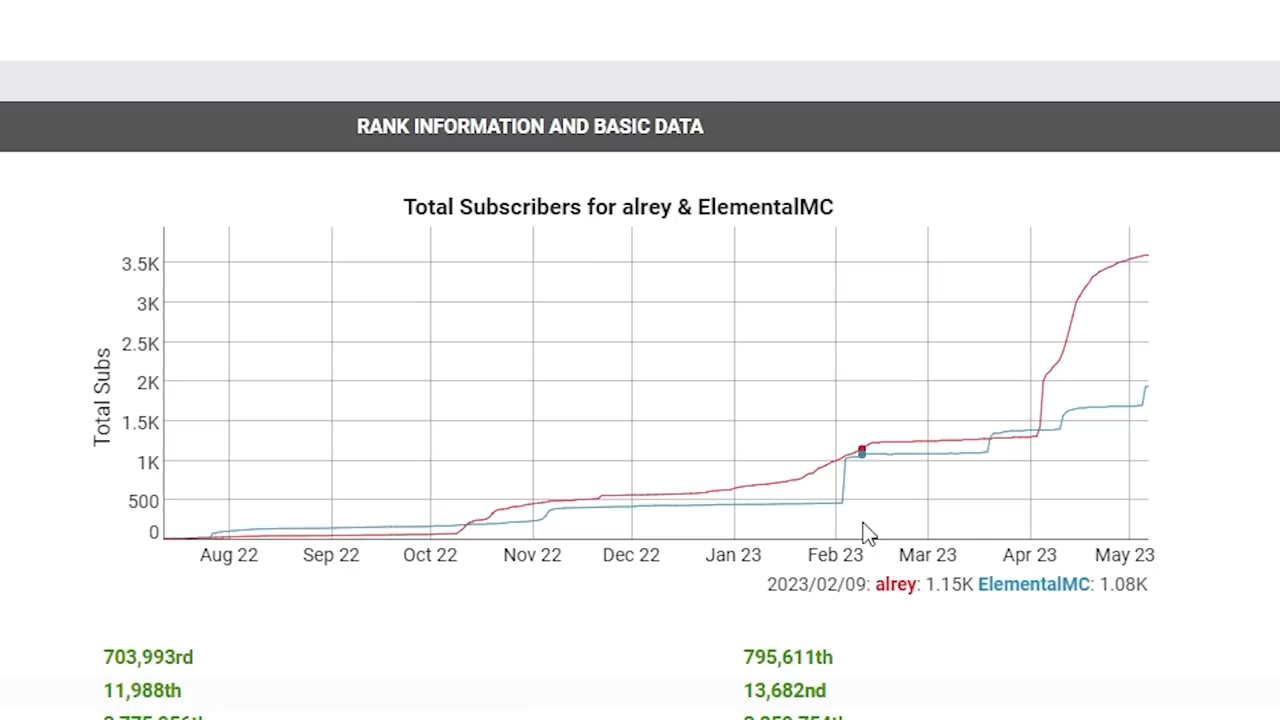 RANK INFORMATION AND BASIC DATA
Total Subscribers for alrey & ElementalMC
Total Subs
3.5K
3K
2.5K
2K
1.5K
1K
500
0
Aug 22 Sep 22 Oct 22 Nov 22 Dec 22 Jan 23 Feb 23 Mar 23 Apr 23 May 23
2023/02/09: alrey: 1.15K ElementalMC: 1.08K
703,993rd 795,611th
11,988th 13,682nd